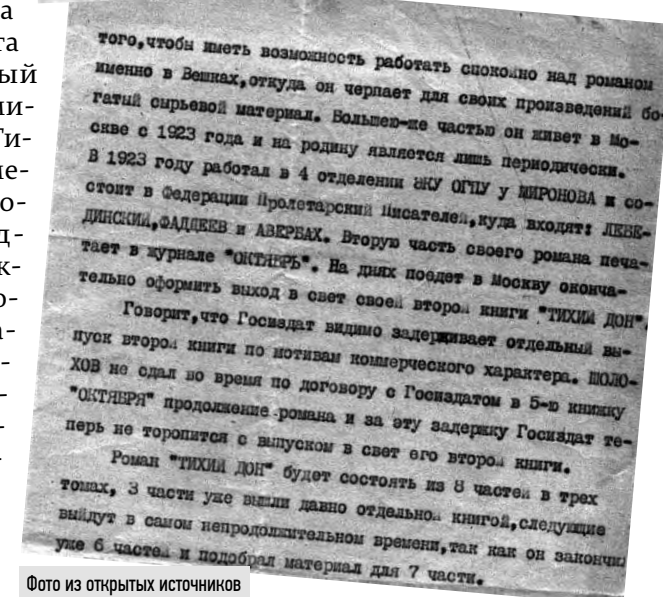 а
та
ный
ми-
Ти-
ме-
о-
д-
к-
о-
а-
-
-
-
того,чтобы иметь возможность работать спокойно над романом
именно в Вешках,откуда он черпает для своих произведений бо-
гатый сырьевой материал. Большею-же частью он живет в Мо-
скве с 1923 года и на родину является лишь периодически.
В 1923 году работал в 4 отделении ЭКУ ОГПУ у МИРОНОВА и со-
стоит в Федерации Пролетарский Писателей,куда входят: ЛЕБЕ-
ДИНСКИЙ,ФАДДЕЕВ и АВЕРБАХ. Вторую часть своего романа печа-
тает в журнале "ОКТЯБРЬ". На днях поедет в Москву оконча-
тельно оформить выход в свет своей второй книги "ТИХИЙ ДОН".
Говорит,что Госиздат видимо задерживает отдельный вы-
пуск второй книги по мотивам коммерческого характера. ШОЛО-
ХОВ не сдал во время по договору с Госиздатом в 5-ю книжку
"ОКТЯБРЯ" продолжение романа и за эту задержку Госиздат те-
перь не торопится с выпуском в свет его второй книги.
Роман "ТИХИЙ ДОН" будет состоять из 8 частей в трех
томах, 3 части уже вышли давно отдельной книгой,следующие
выйдут в самом непродолжительном времени,так как он закончил
уже 6 частей и подобрал материал для 7 части.
Фото из открытых источников